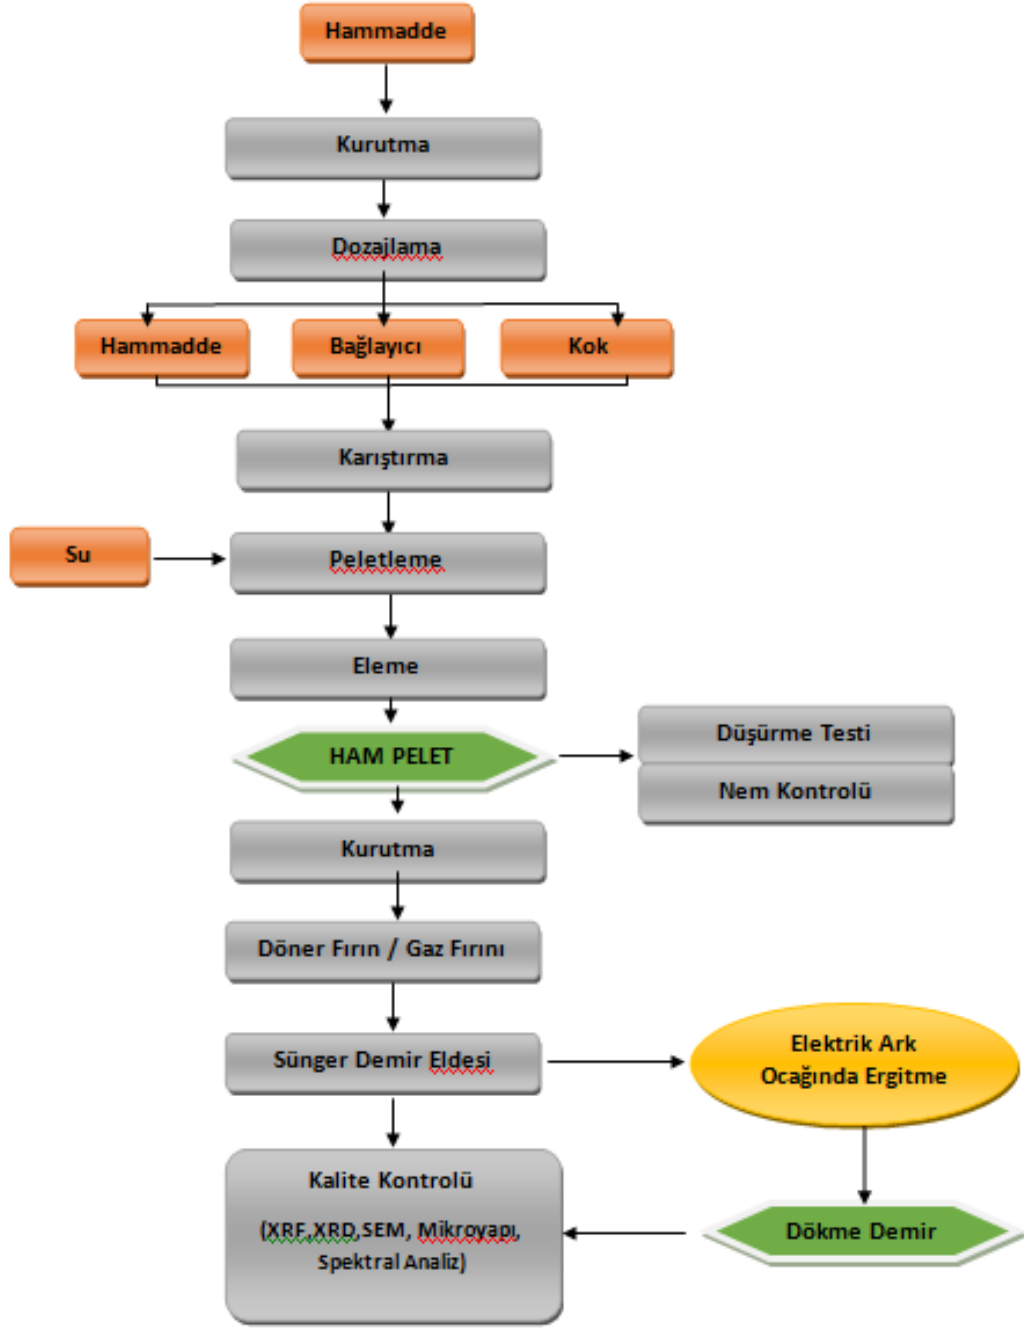 Hammadde
Kurutma
Dozajlama
Hammadde
Bağlayıcı
Kok
Karıştırma
Su
Peletleme
Eleme
HAM PELET
Düşürme Testi
Nem Kontrolü
Kurutma
Döner Fırın / Gaz Fırını
Sünger Demir Eldesi
Elektrik Ark
Ocağında Ergitme
Kalite Kontrolü
(XRF,XRD,SEM, Mikroyapı,
Spektral Analiz)
Dökme Demir